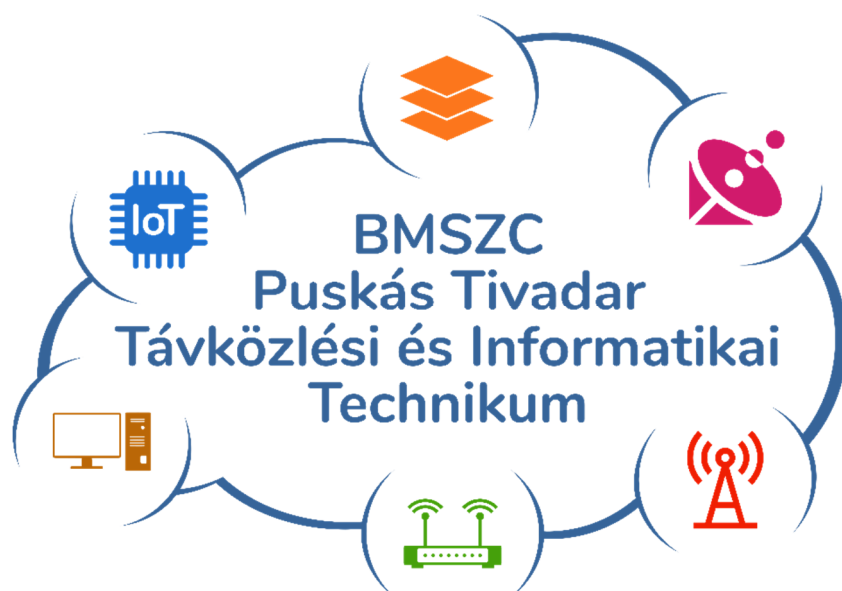 IoT
BMSZC
Puskás Tivadar
Távközlési és Informatikai
Technikum